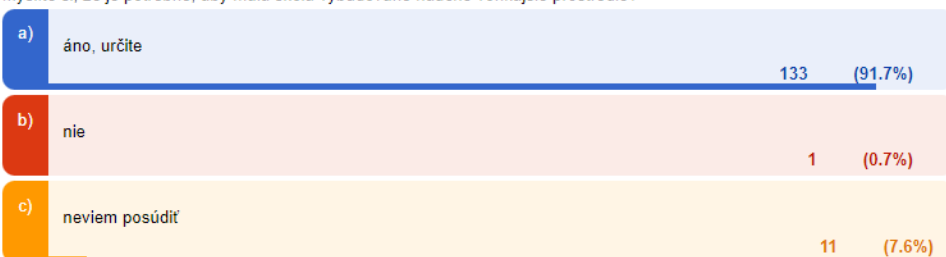 a)
áno, určite
133 (91.7%)
b)
nie
1 (0.7%)
c)
neviem posúdiť
11 (7.6%)